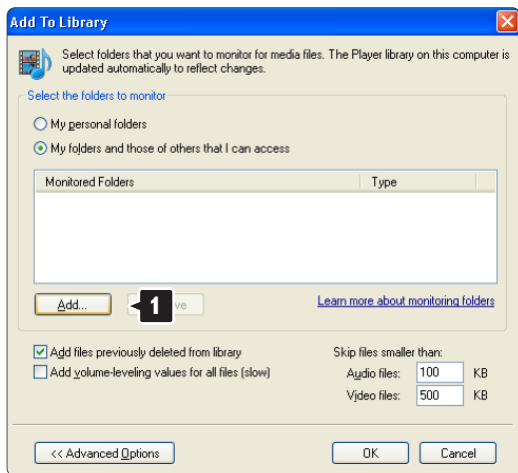 Add To Library
Select folders that you want to monitor for media files. The Player library on this computer is
updated automatically to reflect changes.
Select the folders to monitor
My personal folders
My folders and those of others that I can access
Monitored Folders Type
Add... 1 ve Learn more about monitoring folders
Add files previously deleted from library
Add volume-leveling values for all files (slow)
Skip files smaller than:
Audio files: 100 KB
Video files: 500 KB
<< Advanced Options OK Cancel